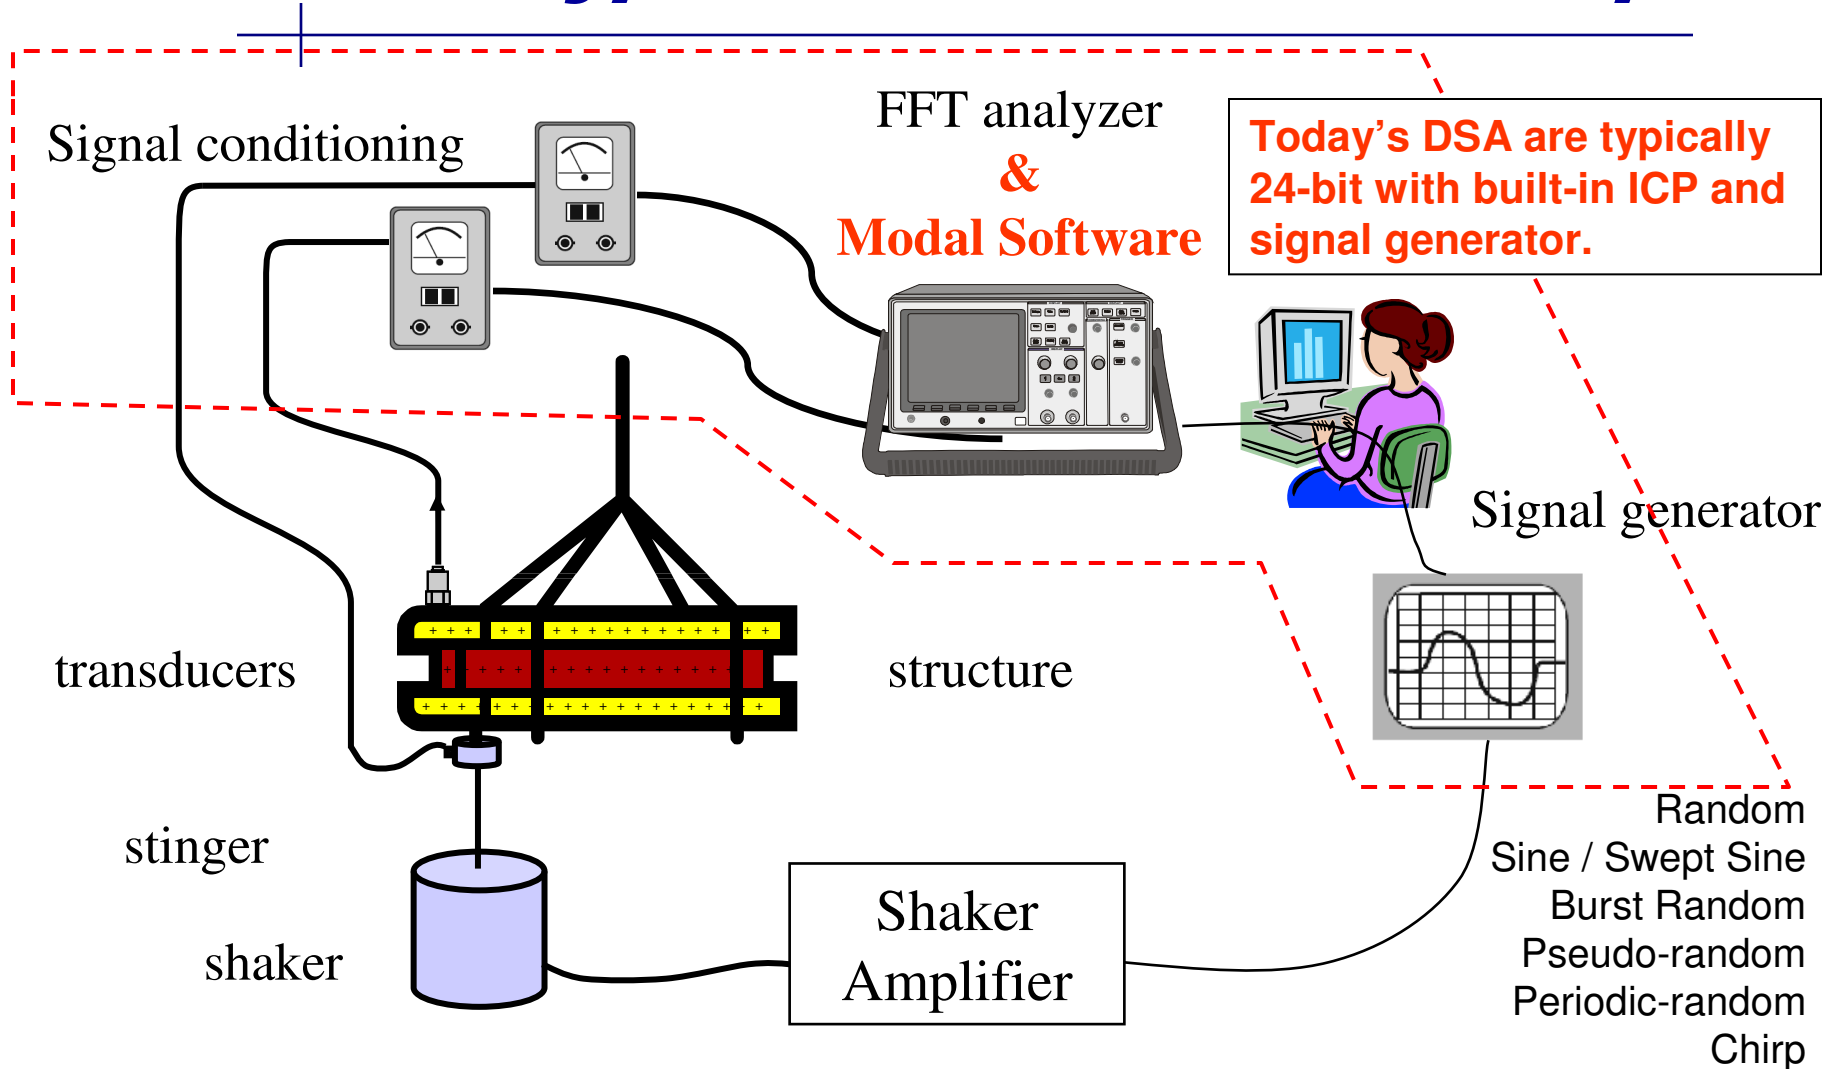 Signal conditioning
FFT analyzer
&
Modal Software
Today’s DSA are typically
24-bit with built-in ICP and
signal generator.
Signal generator
transducers
structure
stinger
shaker
Shaker
Amplifier
Random
Sine / Swept Sine
Burst Random
Pseudo-random
Periodic-random
Chirp